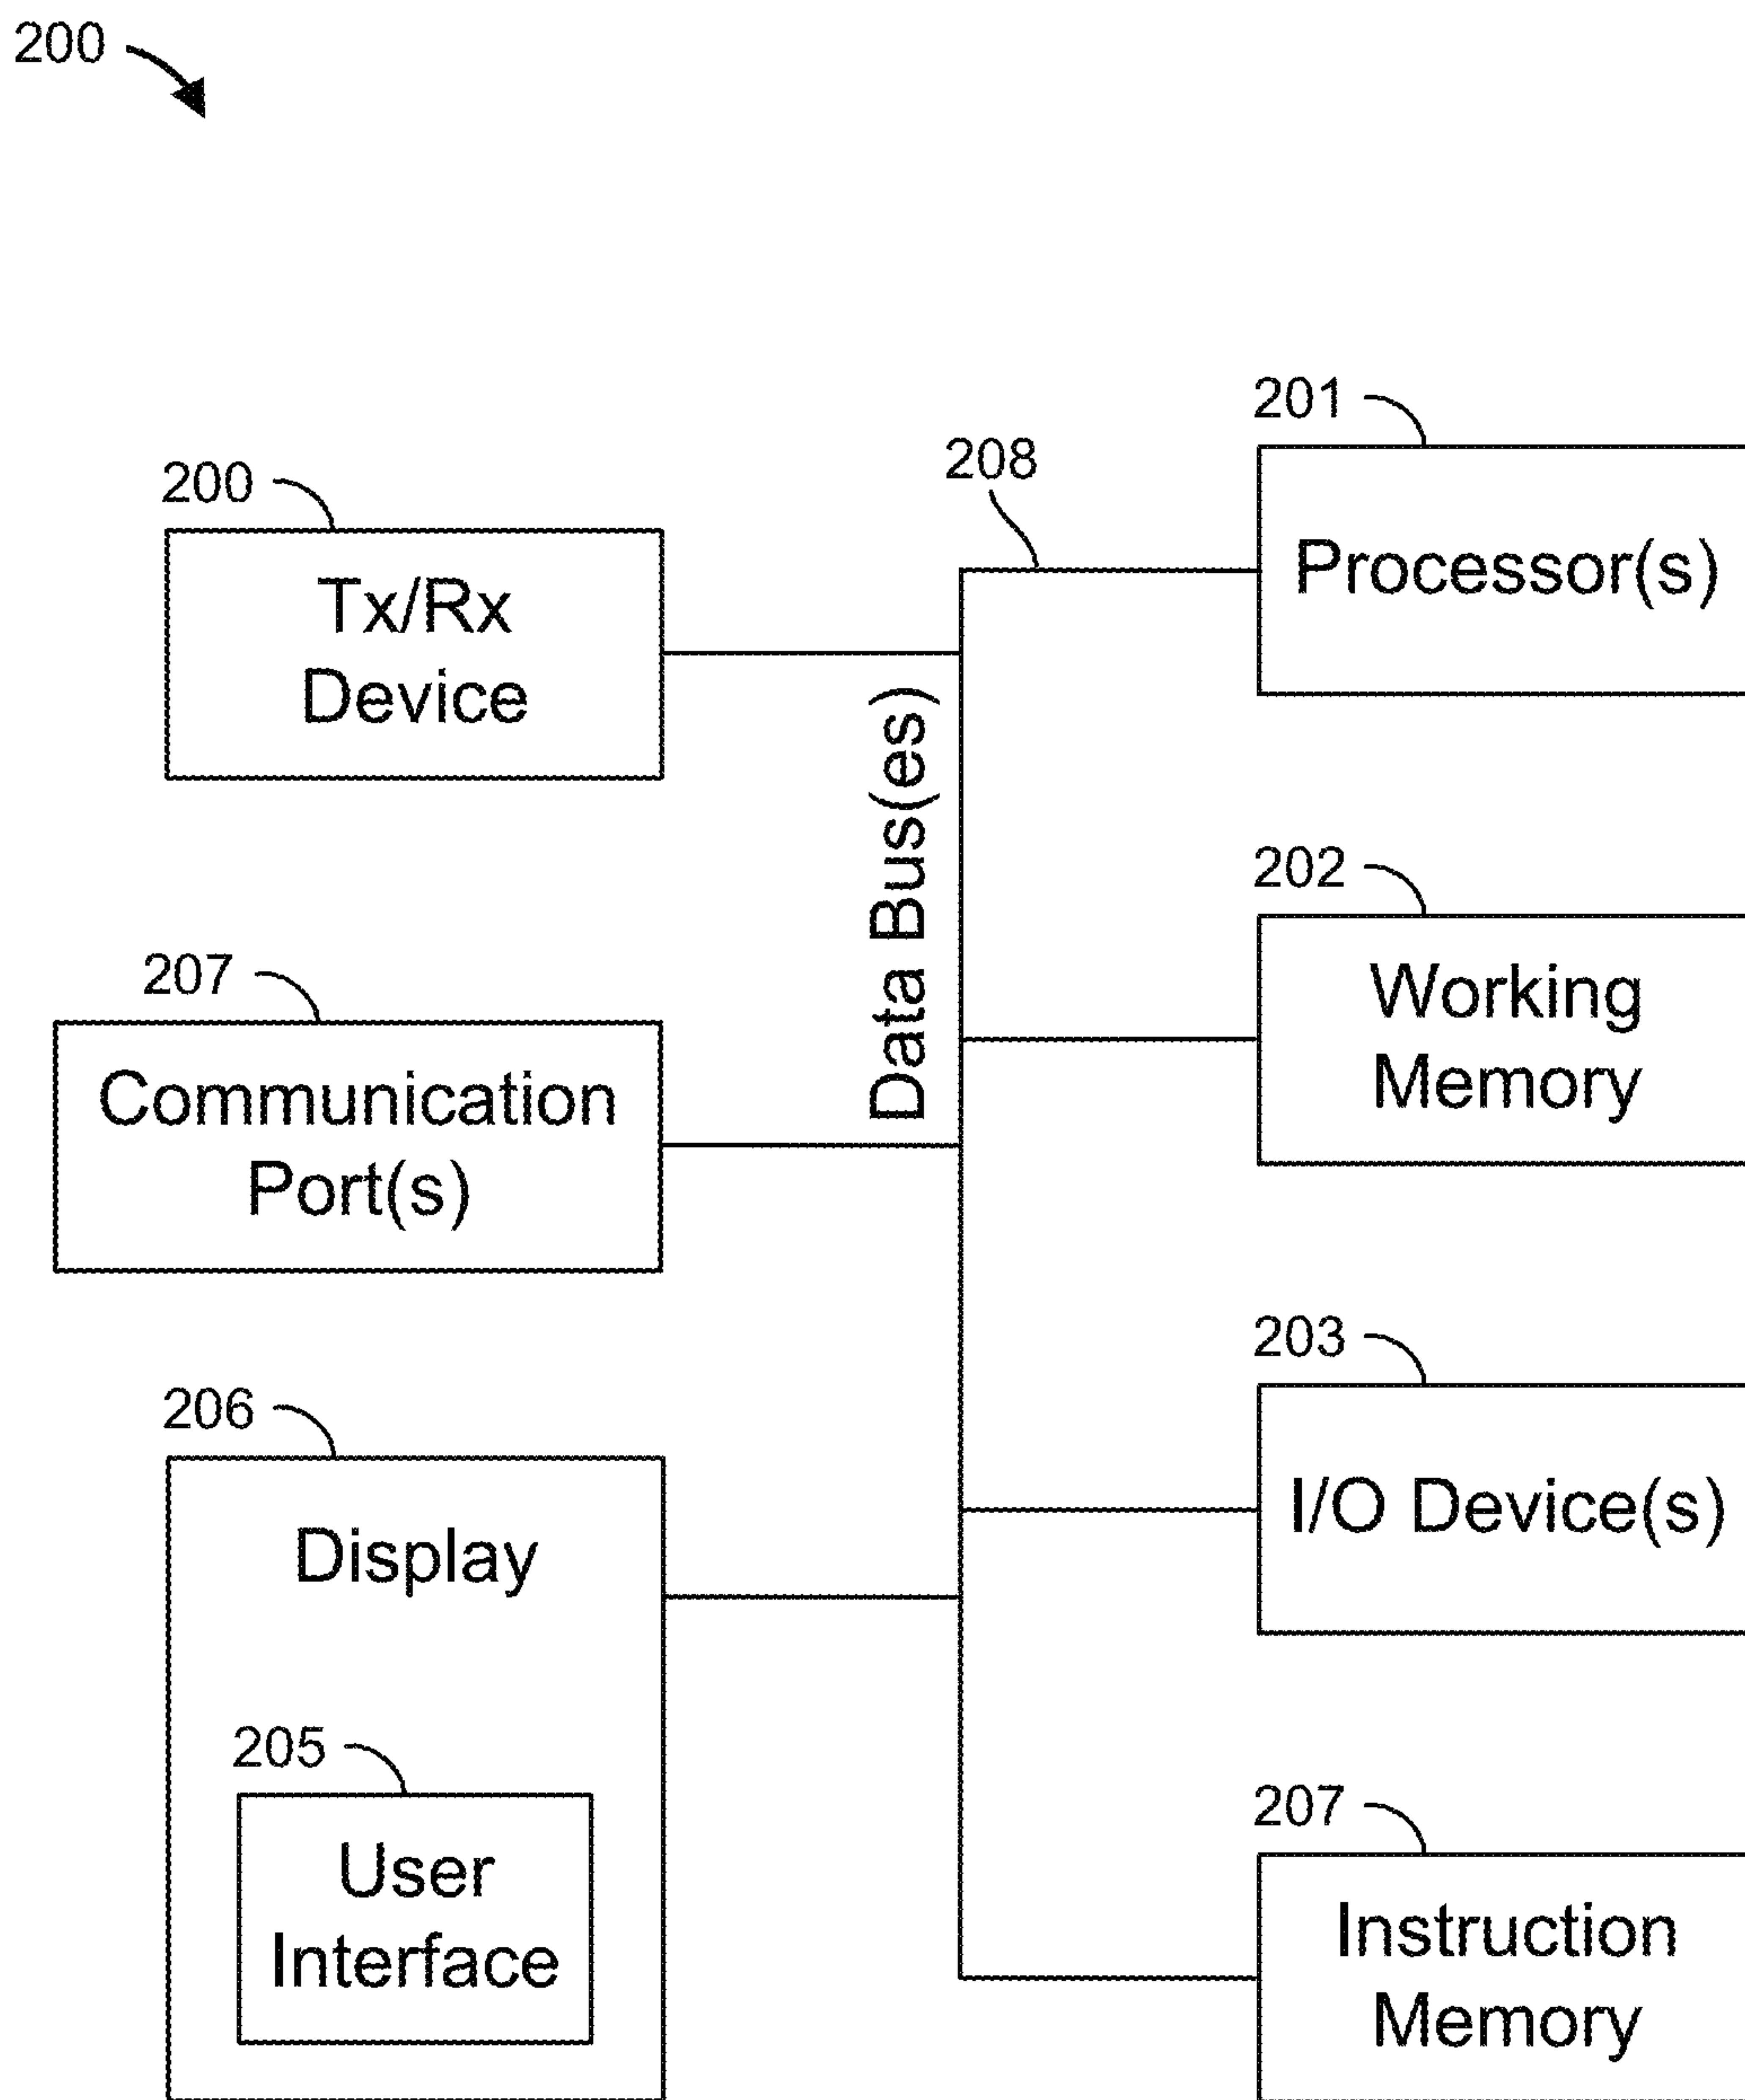 200
200
Tx/Rx
Device
207
Communication
Port(s)
206
Display
205
User
Interface
208
Data Bus(es)
201
Processor(s)
202
Working
Memory
203
I/O Device(s)
207
Instruction
Memory